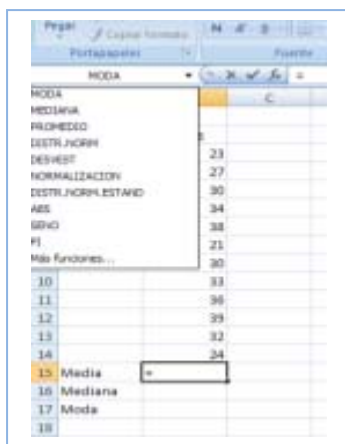 Pegar
Copiar formato
N
Portapapeles
Fuente
MODA
=
MODA
C
MEDIANA
PROMEDIO
DISTR.NORM
23
DESVEST
27
NORMALIZACION
30
DISTR.NORM.ESTAND
34
ABS
38
SENO
21
PI
30
Más funciones...
10 33
11 36
12 39
13 32
14 24
15 Media =
16 Mediana
17 Moda
18